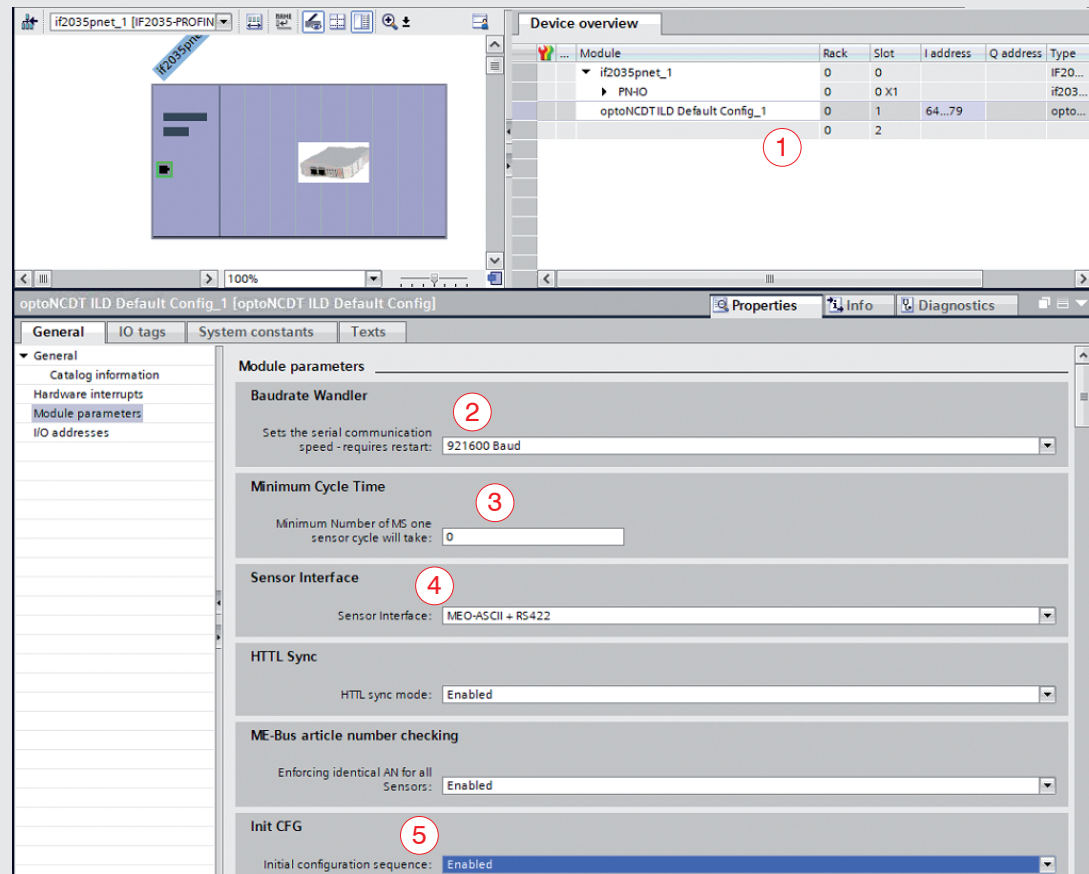 if2035pnet_1 [IF2035-PROFIN
if2035pne
100%
Device overview
... Module Rack Slot I address Q address Type
if2035pnet_1 0 0 IF20...
PN-IO 0 0 X1 if203...
optoNCDT ILD Default Config_1 0 1 64...79 opto...
0 2
1
optoNCDT ILD Default Config_1 [optoNCDT ILD Default Config]
Properties Info Diagnostics
General IO tags System constants Texts
General
Catalog information
Hardware interrupts
Module parameters
I/O addresses
Module parameters
Baudrate Wandler
2
Sets the serial communication
speed - requires restart: 921600 Baud
Minimum Cycle Time
3
Minimum Number of MS one
sensor cycle will take: 0
Sensor Interface
4
Sensor Interface: MEO-ASCII + RS422
HTTL Sync
HTTL sync mode: Enabled
ME-Bus article number checking
Enforcing identical AN for all
Sensors: Enabled
Init CFG
5
Initial configuration sequence: Enabled